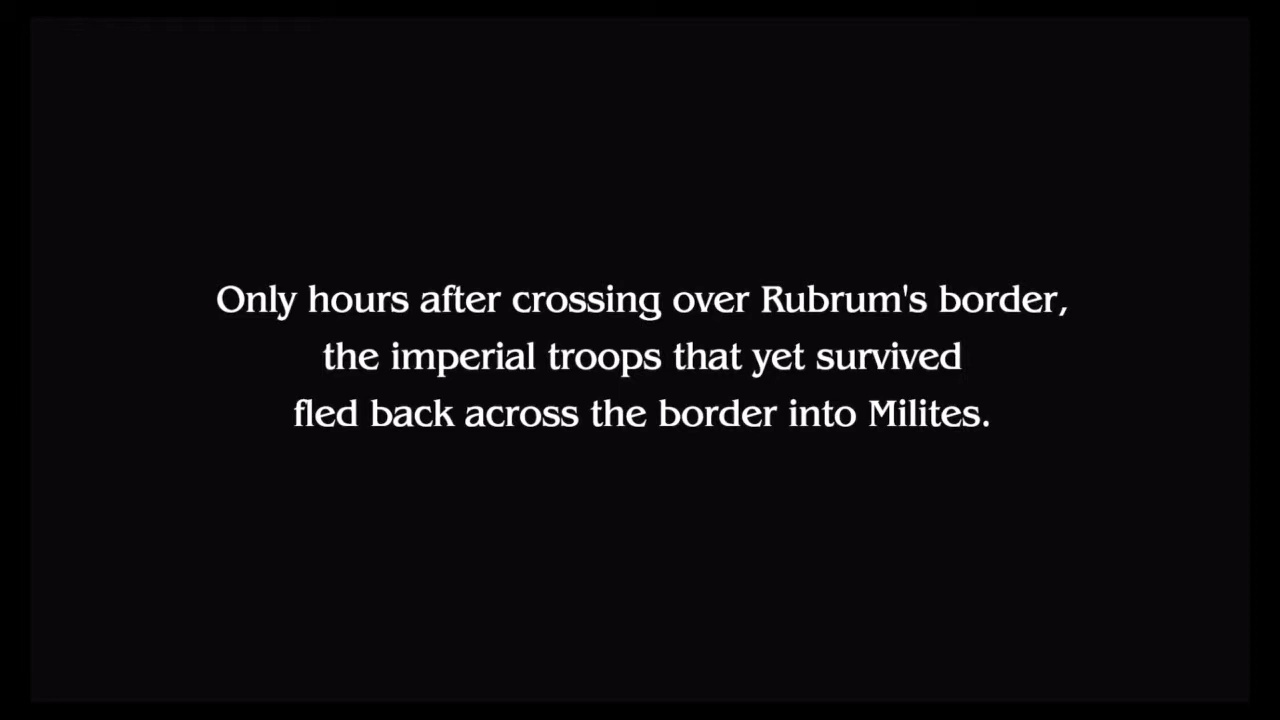 Only hours after crossing over Rubrum's border,
the imperial troops that yet survived
fled back across the border into Milites.